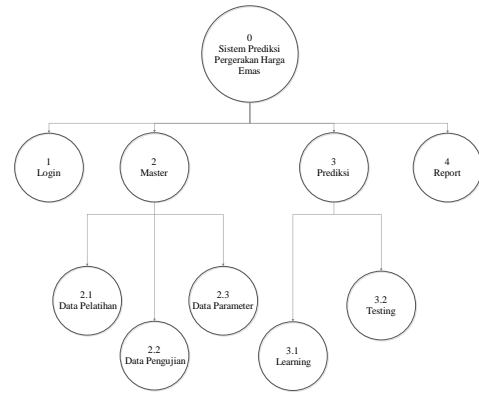 0
Sistem Prediksi
Pergerakan Harga
Emas
1
Login
2
Master
3
Prediksi
4
Report
2.1
Data Pelatihan
2.2
Data Pengujian
2.3
Data Parameter
3.1
Learning
3.2
Testing